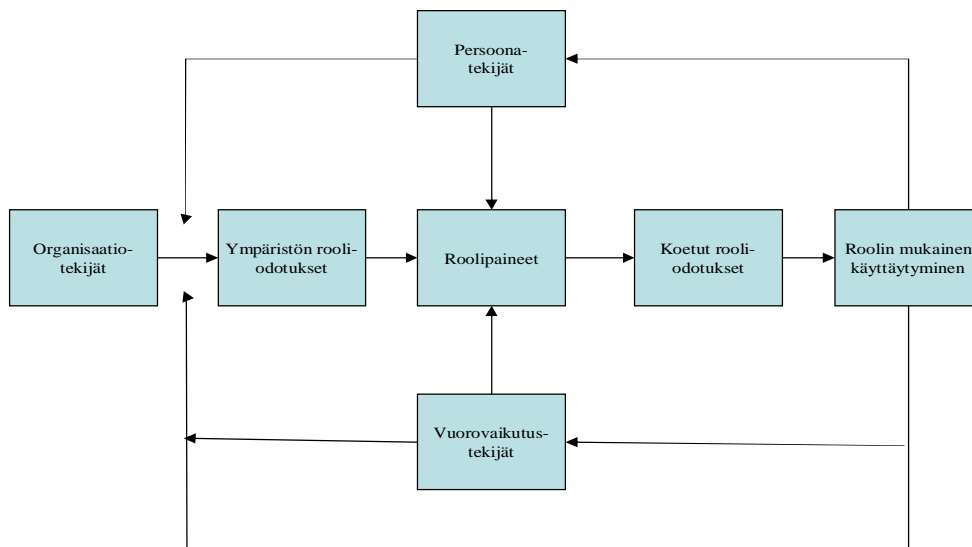 Persoona-
tekijät
Organisaatio-
tekijät
Ympäristön rooli-
odotukset
Roolipaineet
Koetut rooli-
odotukset
Roolin mukainen
käyttäytyminen
Vuorovaikutus-
tekijät